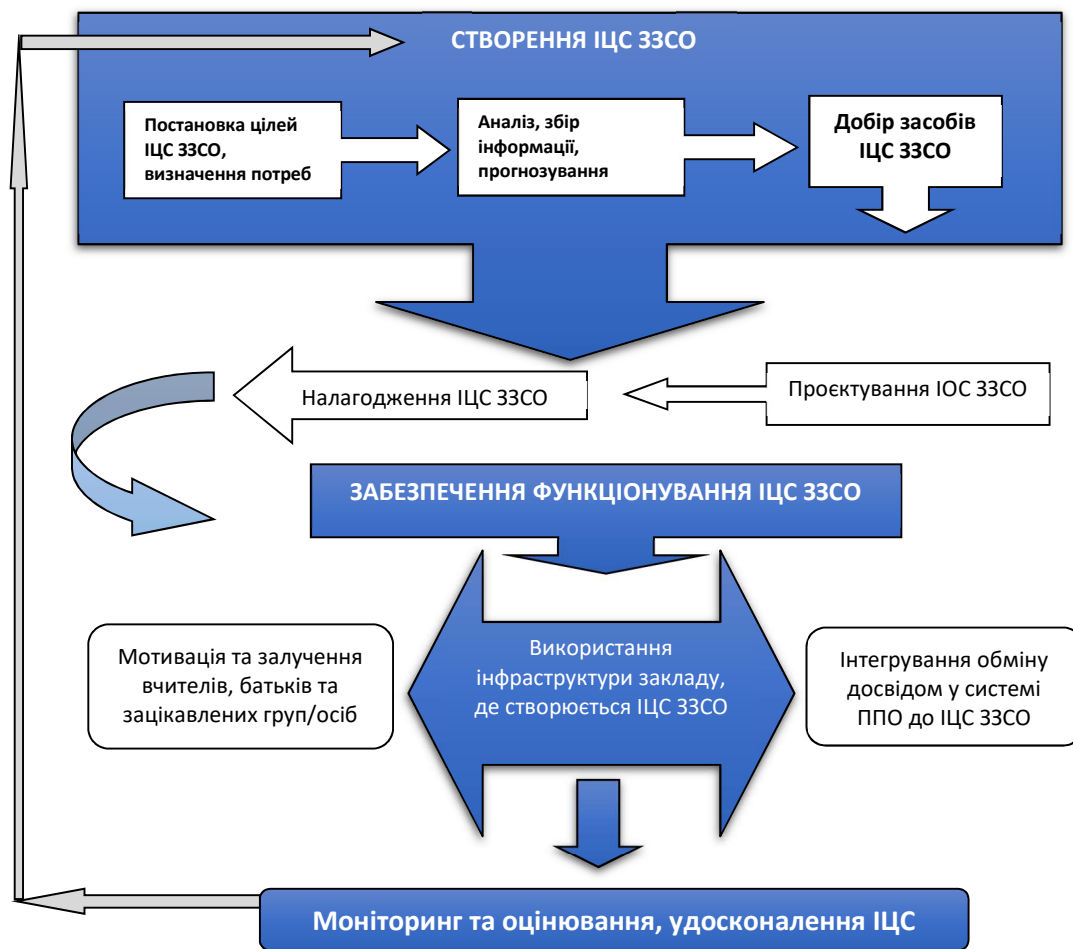 СТВОРЕННЯ ІЦС ЗЗСО
Постановка цілей
ІЦС ЗЗСО,
визначення потреб
Аналіз, збір
інформації,
прогнозування
Добір засобів
ІЦС ЗЗСО
Налагодження ІЦС ЗЗСО
Проєктування ІОС ЗЗСО
ЗАБЕЗПЕЧЕННЯ ФУНКЦІОНУВАННЯ ІЦС ЗЗСО
Мотивація та залучення
вчителів, батьків та
зацікавлених груп/осіб
Використання
інфраструктури закладу,
де створюється ІЦС ЗЗСО
Інтегрування обміну
досвідом у системі
ППО до ІЦС ЗЗСО
Моніторинг та оцінювання, удосконалення ІЦС